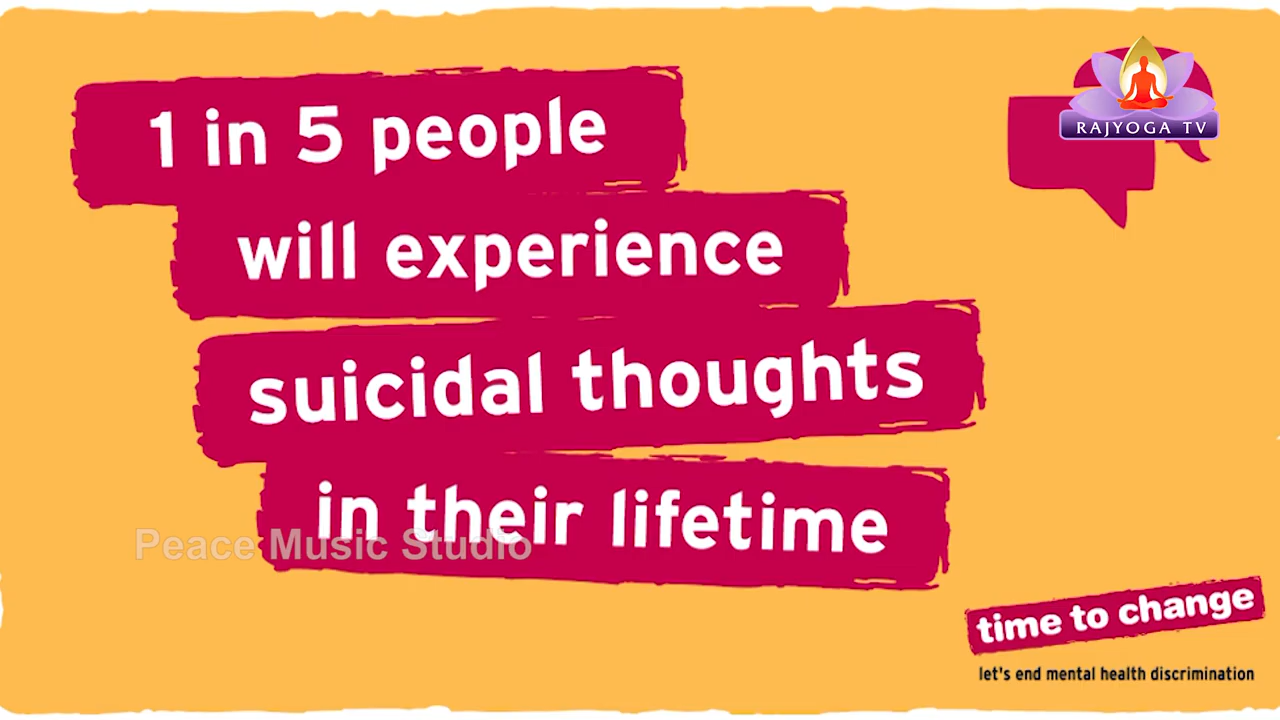 RAJYOGA TV
1 in 5 people
will experience
suicidal thoughts
in their lifetime
Peace Music Studio
time to change
let's end mental health discrimination